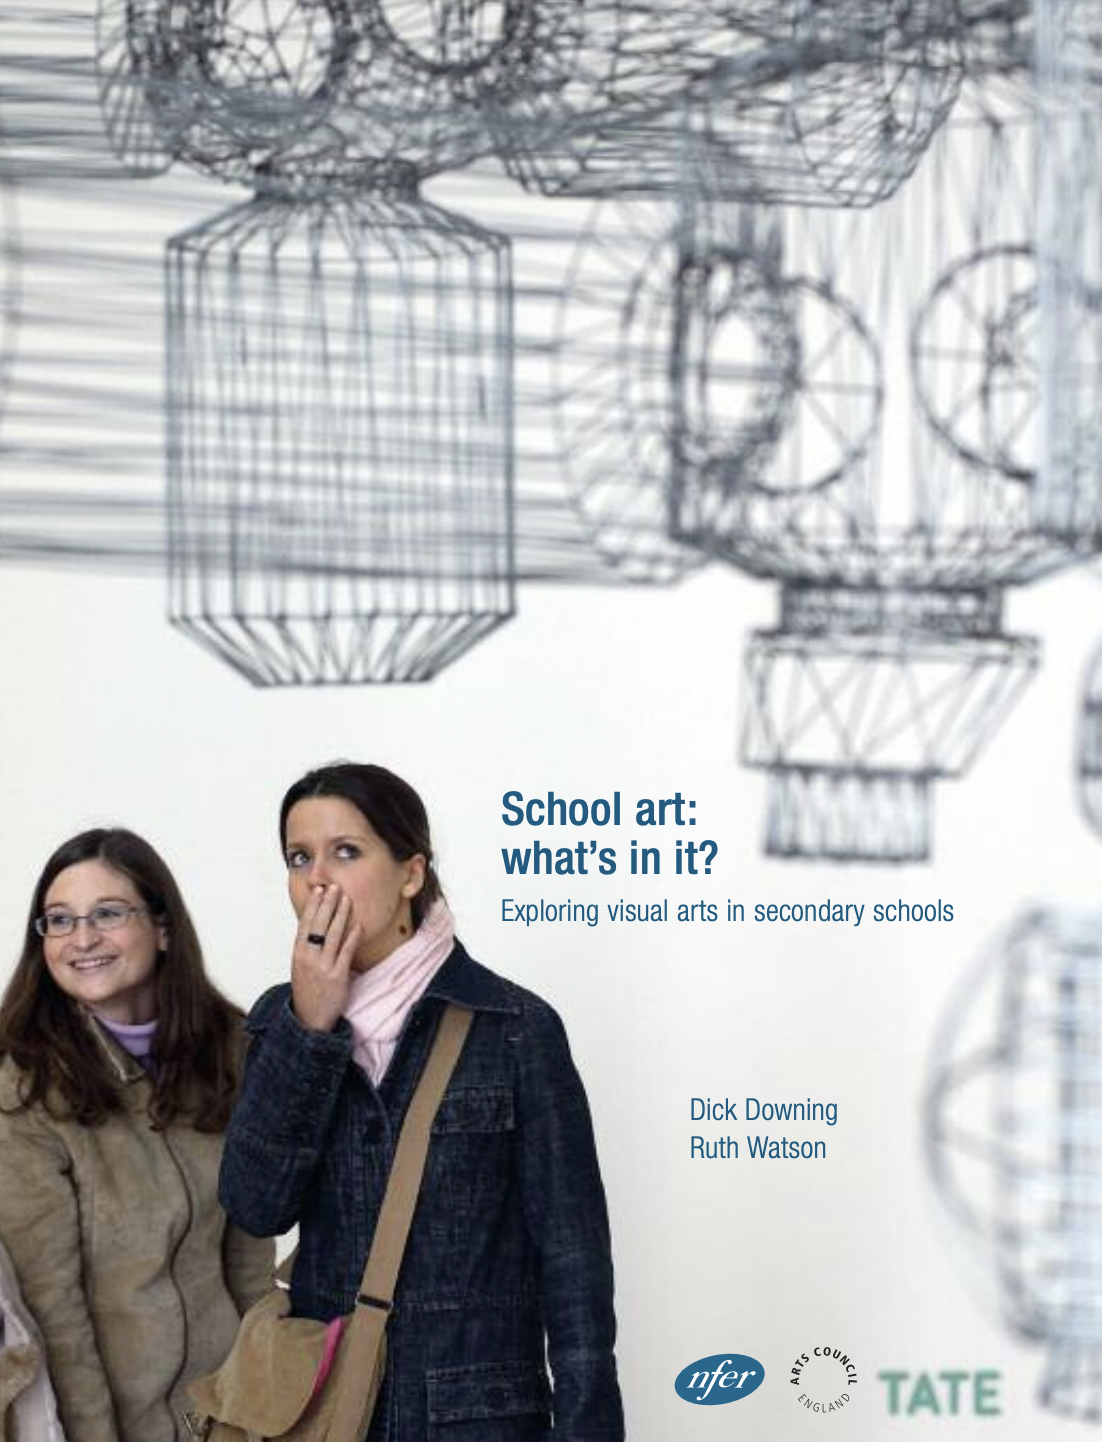 School art:
what's in it?
Exploring visual arts in secondary schools
Dick Downing
Ruth Watson
nfer
ARTS COUNCIL
ENGLAND
TATE